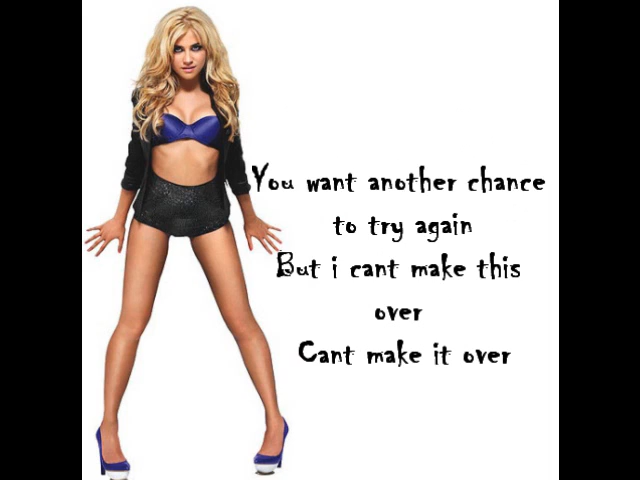 You want another chance
to try again
But i cant make this
over
Cant make it over